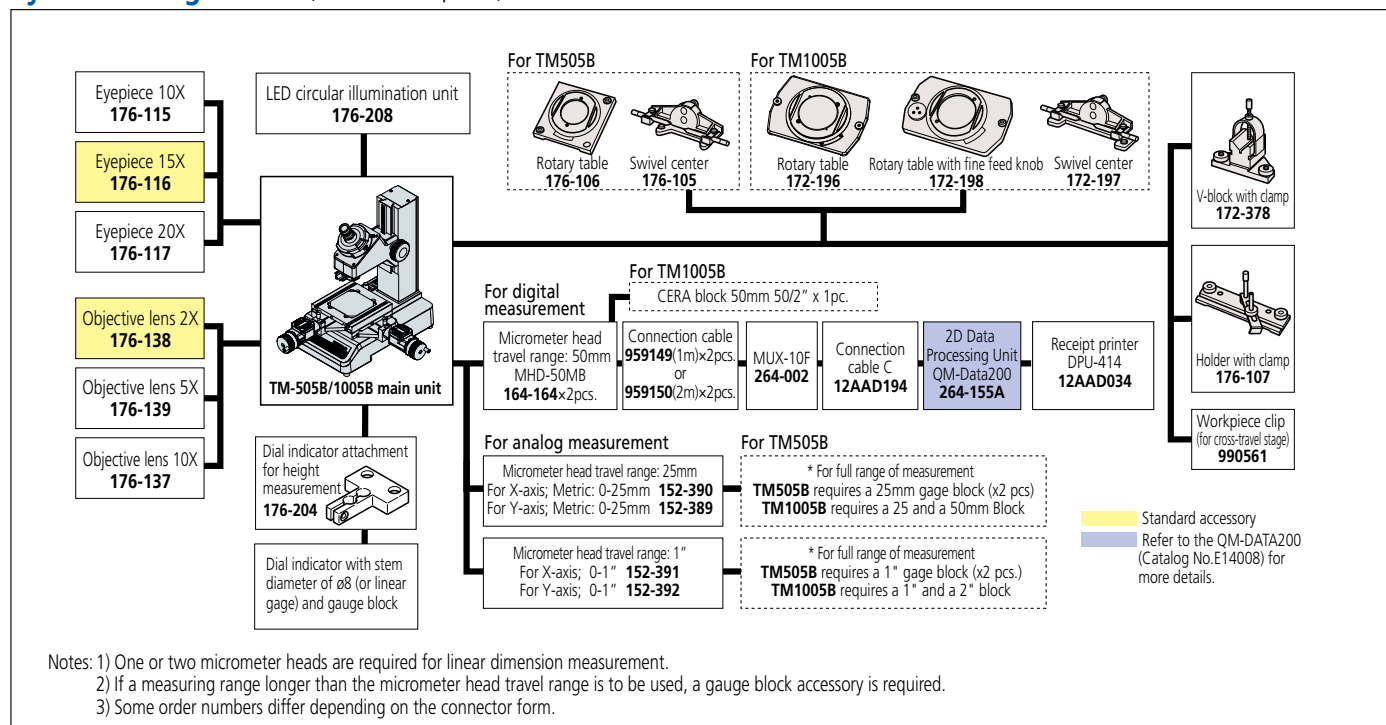 For TM505B
For TM1005B
Eyepiece 10X
176-115
Eyepiece 15X
176-116
Eyepiece 20X
176-117
LED circular illumination unit
176-208
Rotary table
176-106
Swivel center
176-105
Rotary table
172-196
Rotary table with fine feed knob
172-198
Swivel center
172-197
V-block with clamp
172-378
Objective lens 2X
176-138
Objective lens 5X
176-139
Objective lens 10X
176-137
TM-505B/1005B main unit
For TM1005B
CERA block 50mm 50/2” x 1pc.
For digital
measurement
Micrometer head
travel range: 50mm
MHD-50MB
164-164×2pcs.
Connection cable
959149(1m)×2pcs.
or
959150(2m)×2pcs.
MUX-10F
264-002
Connection
cable C
12AAD194
2D Data
Processing Unit
QM-Data200
264-155A
Receipt printer
DPU-414
12AAD034
Holder with clamp
176-107
Workpiece clip
(for cross-travel stage)
990561
Dial indicator attachment
for height
measurement
176-204
Dial indicator with stem
diameter of ø8 (or linear
gage) and gauge block
For analog measurement
Micrometer head travel range: 25mm
For X-axis; Metric: 0-25mm 152-390
For Y-axis; Metric: 0-25mm 152-389
For TM505B
* For full range of measurement
TM505B requires a 25mm gage block (x2 pcs)
TM1005B requires a 25 and a 50mm Block
Micrometer head travel range: 1”
For X-axis; 0-1” 152-391
For Y-axis; 0-1” 152-392
* For full range of measurement
TM505B requires a 1" gage block (x2 pcs.)
TM1005B requires a 1" and a 2" block
Standard accessory
Refer to the QM-DATA200
(Catalog No.E14008) for
more details.
Notes: 1) One or two micrometer heads are required for linear dimension measurement.
2) If a measuring range longer than the micrometer head travel range is to be used, a gauge block accessory is required.
3) Some order numbers differ depending on the connector form.